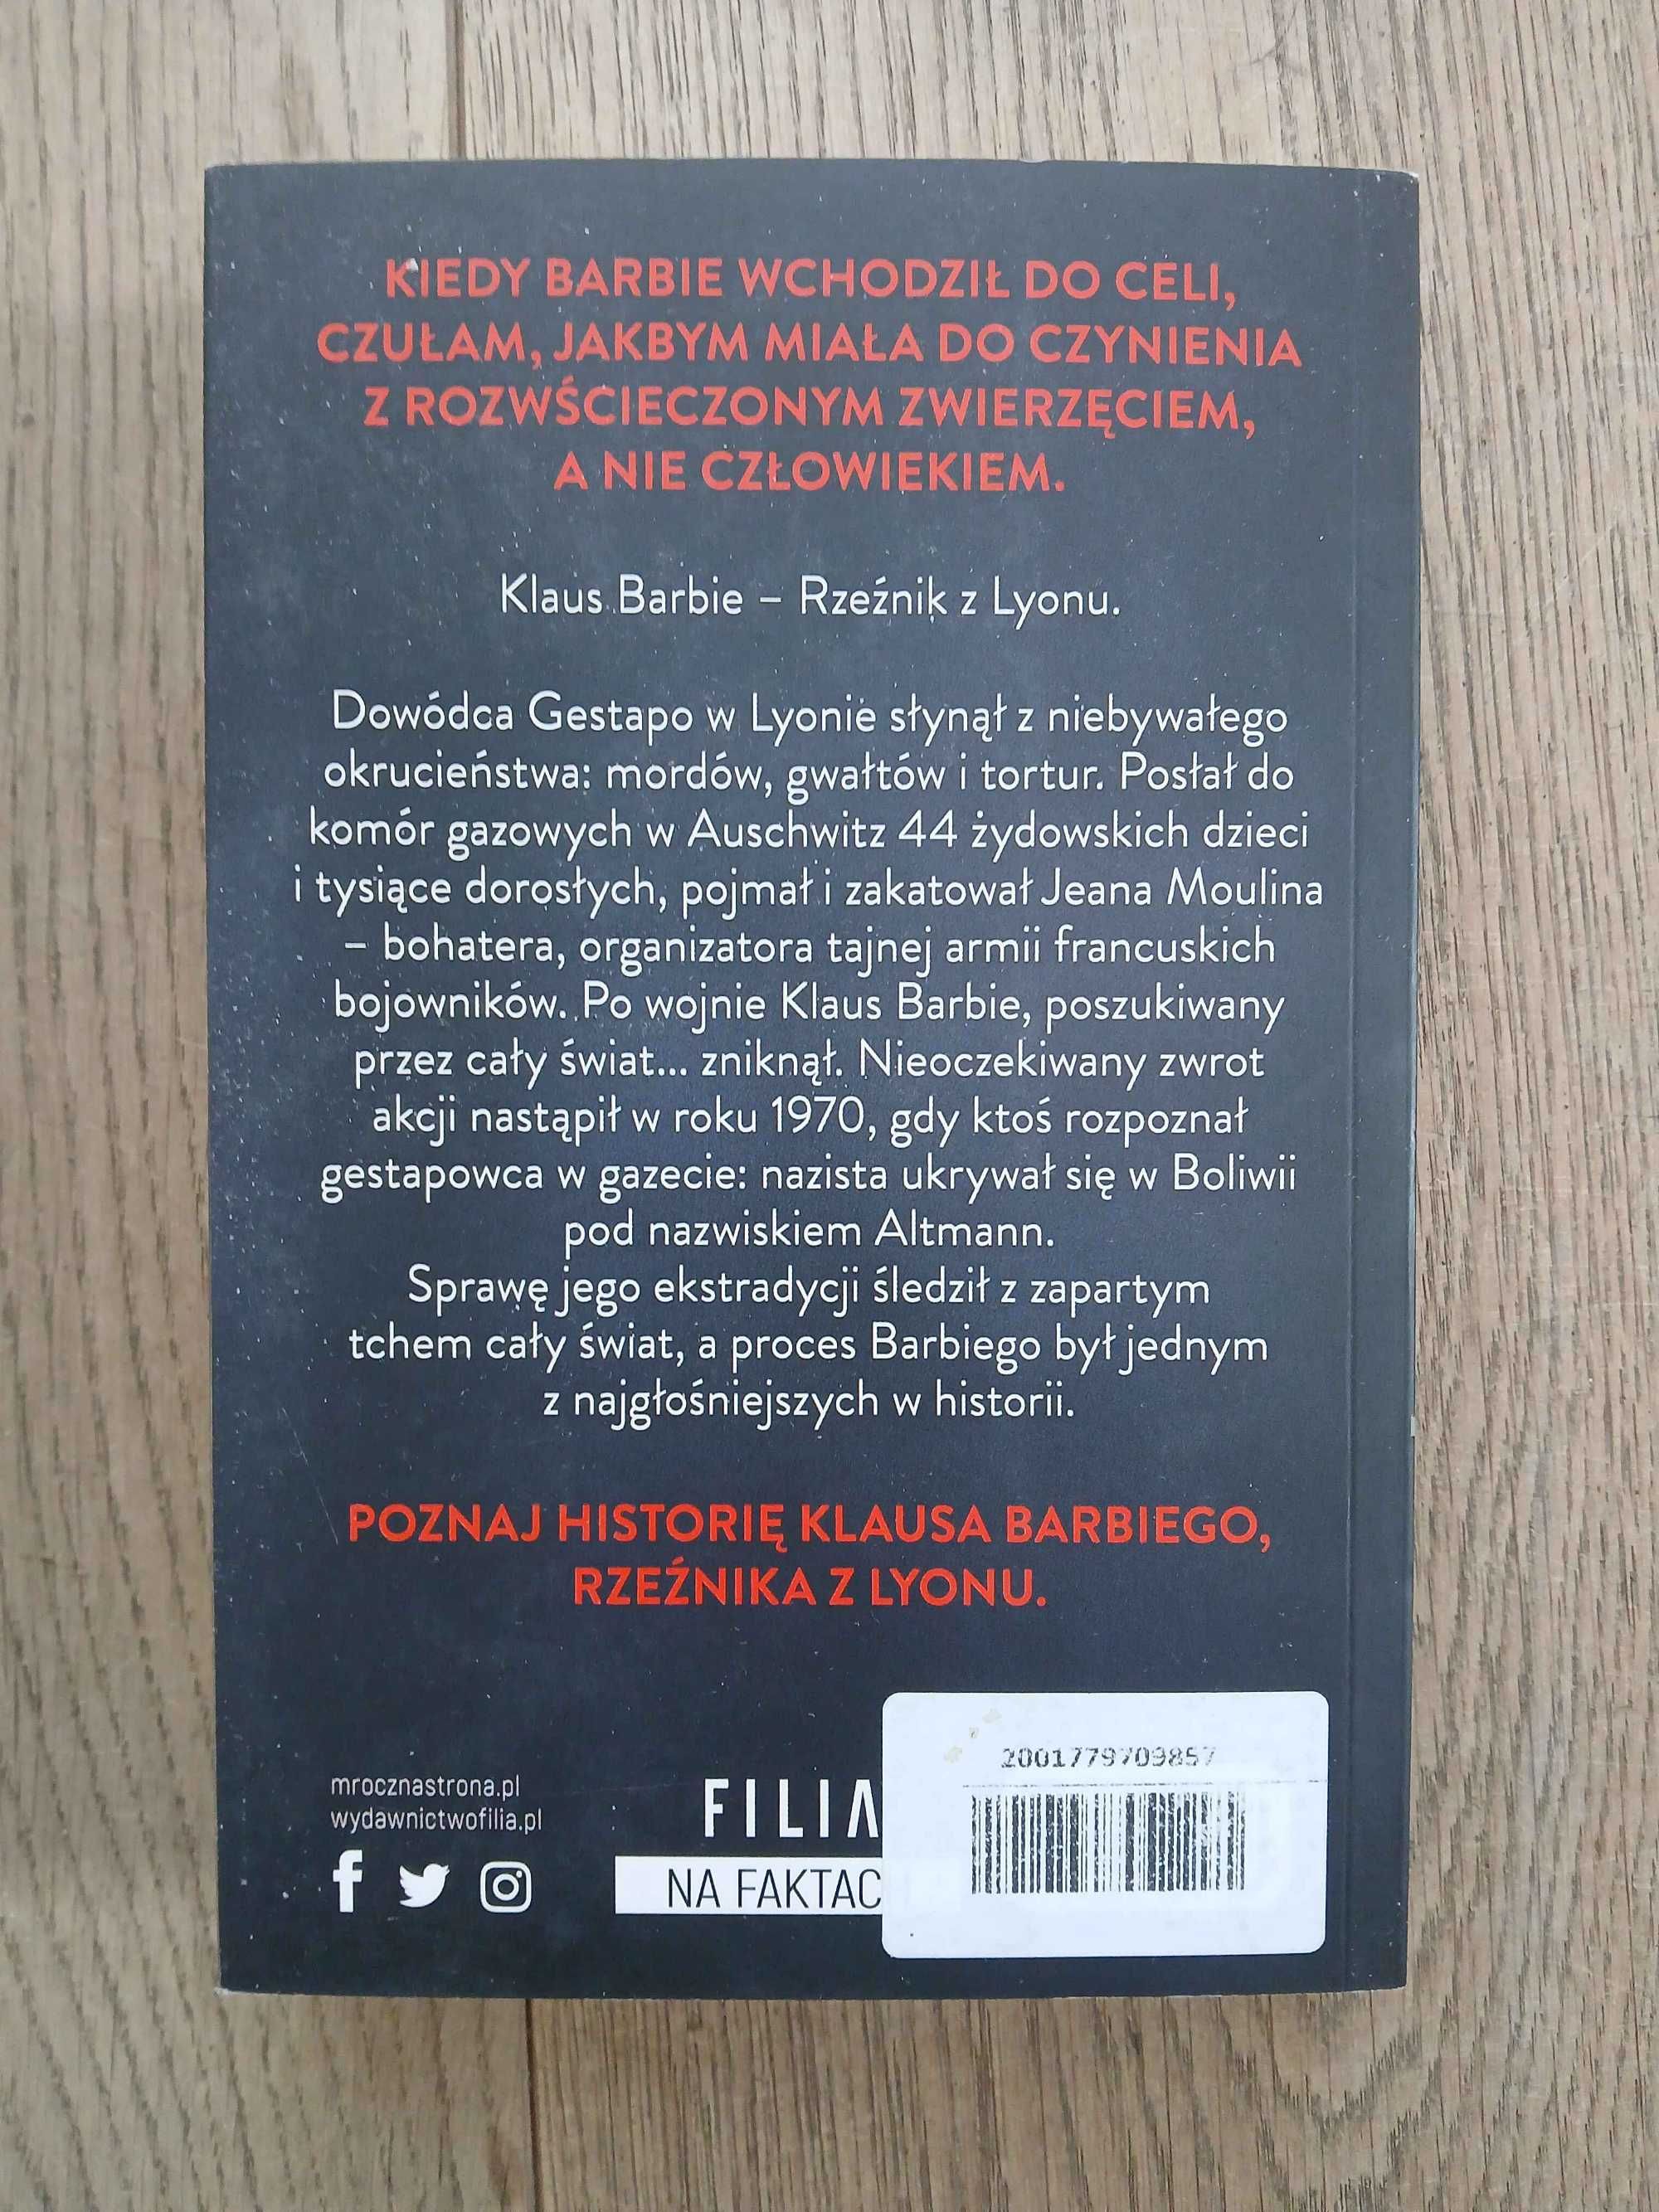 KIEDY BARBIE WCHODZIŁ DO CELI,
CZUŁAM, JAKBYM MIAŁA DO CZYNIENIA
Z ROZWŚCIECZONYM ZWIERZĘCIEM,
A NIE CZŁOWIEKIEM.
Klaus Barbie – Rzeźnik z Lyonu.
Dowódca Gestapo w Lyonie słynął z niebywałego
okrucieństwa: mordów, gwałtów i tortur. Posłał do
komór gazowych w Auschwitz 44 żydowskich dzieci
i tysiące dorosłych, pojmał i zakatował Jeana Moulina
– bohatera, organizatora tajnej armii francuskich
bojowników. Po wojnie Klaus Barbie, poszukiwany
przez cały świat... zniknął. Nieoczekiwany zwrot
akcji nastąpił w roku 1970, gdy ktoś rozpoznał
gestapowca w gazecie: nazista ukrywał się w Boliwii
pod nazwiskiem Altmann.
Sprawę jego ekstradycji śledził z zapartym
tchem cały świat, a proces Barbiego był jednym
z najgłośniejszych w historii.
POZNAJ HISTORIĘ KLAUSA BARBIEGO,
RZEŹNIKA Z LYONU.
mrocznastrona.pl
wydawnictwofilia.pl
FILIA
NA FAKTAC
2001779709857